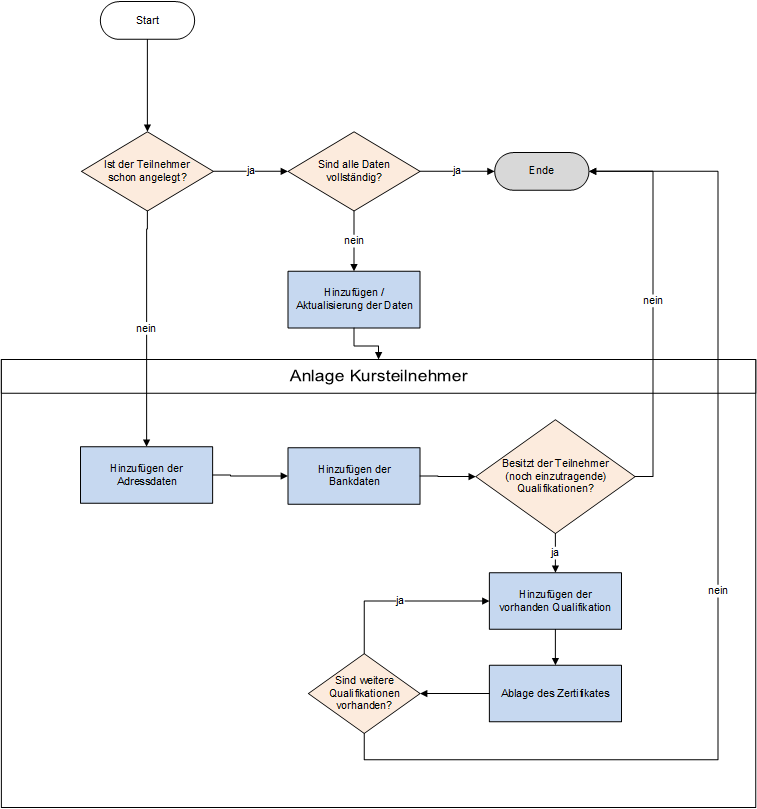 Start
Ist der Teilnehmer
schon angelegt?
ja
Sind alle Daten
vollständig?
ja
Ende
nein
Hinzufügen /
Aktualisierung der Daten
nein
nein
Anlage Kursteilnehmer
Hinzufügen der
Adressdaten
Hinzufügen der
Bankdaten
Besitzt der Teilnehmer
(noch einzutragende)
Qualifikationen?
ja
Hinzufügen der
vorhanden Qualifikation
nein
ja
Sind weitere
Qualifikationen
vorhanden?
Ablage des Zertifikates